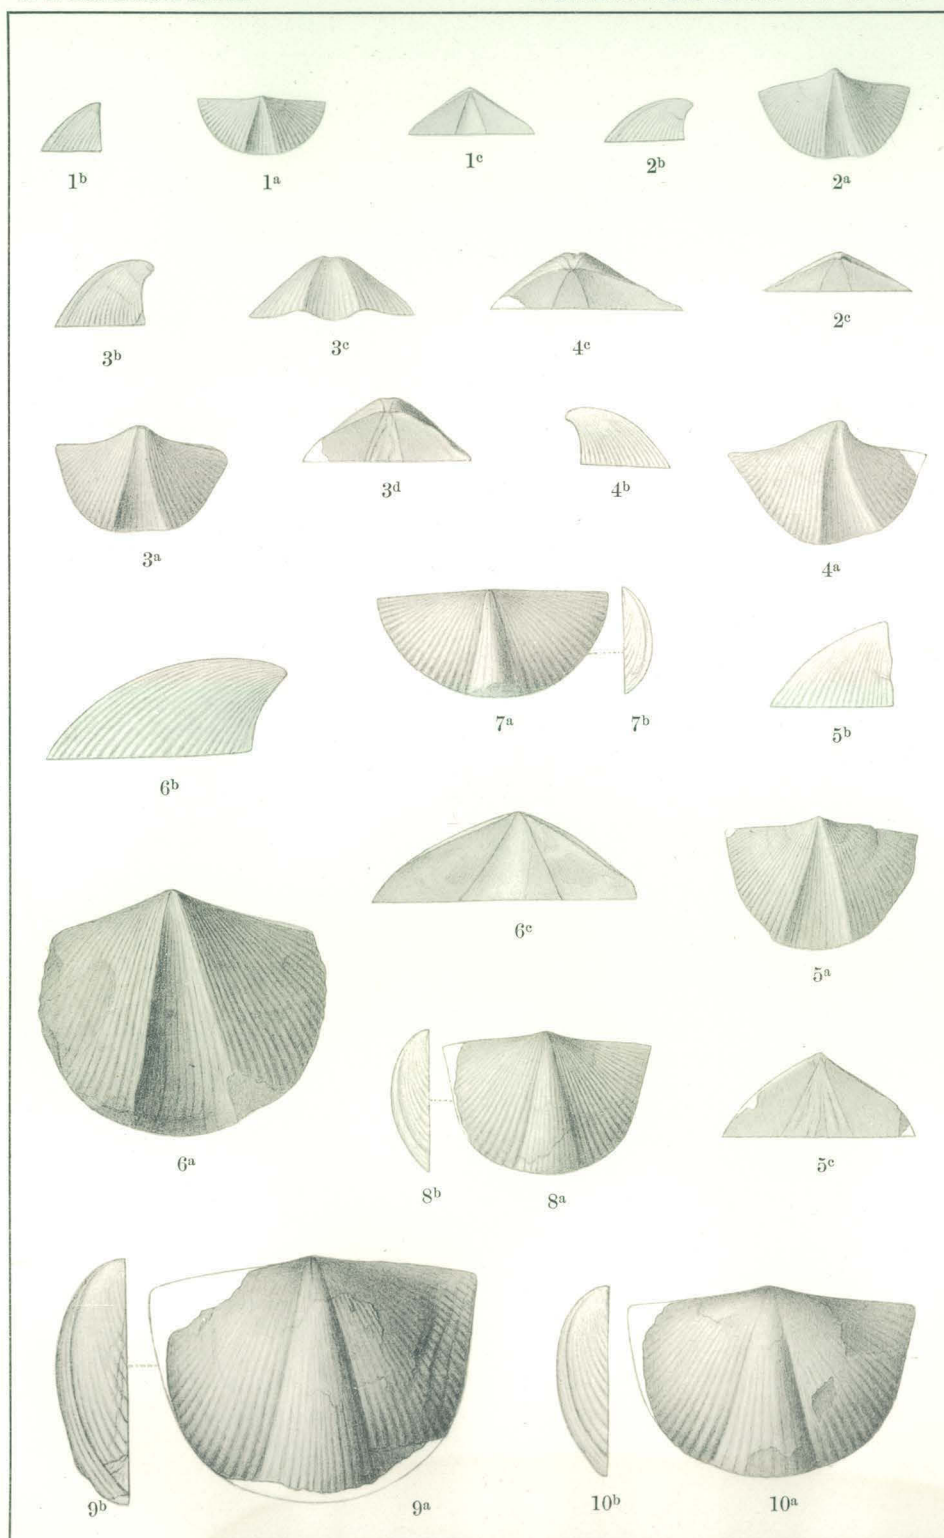 1ᵇ 1ᵃ 1ᶜ 2ᵇ 2ᵃ
3ᵇ 3ᶜ 4ᶜ 2ᶜ
3ᵃ 3ᵈ 4ᵇ 4ᵃ
6ᵇ 7ᵃ 7ᵇ 5ᵇ
6ᶜ 5ᵃ
6ᵃ 8ᵇ 8ᵃ 5ᶜ
9ᵇ 9ᵃ 10ᵇ 10ᵃ